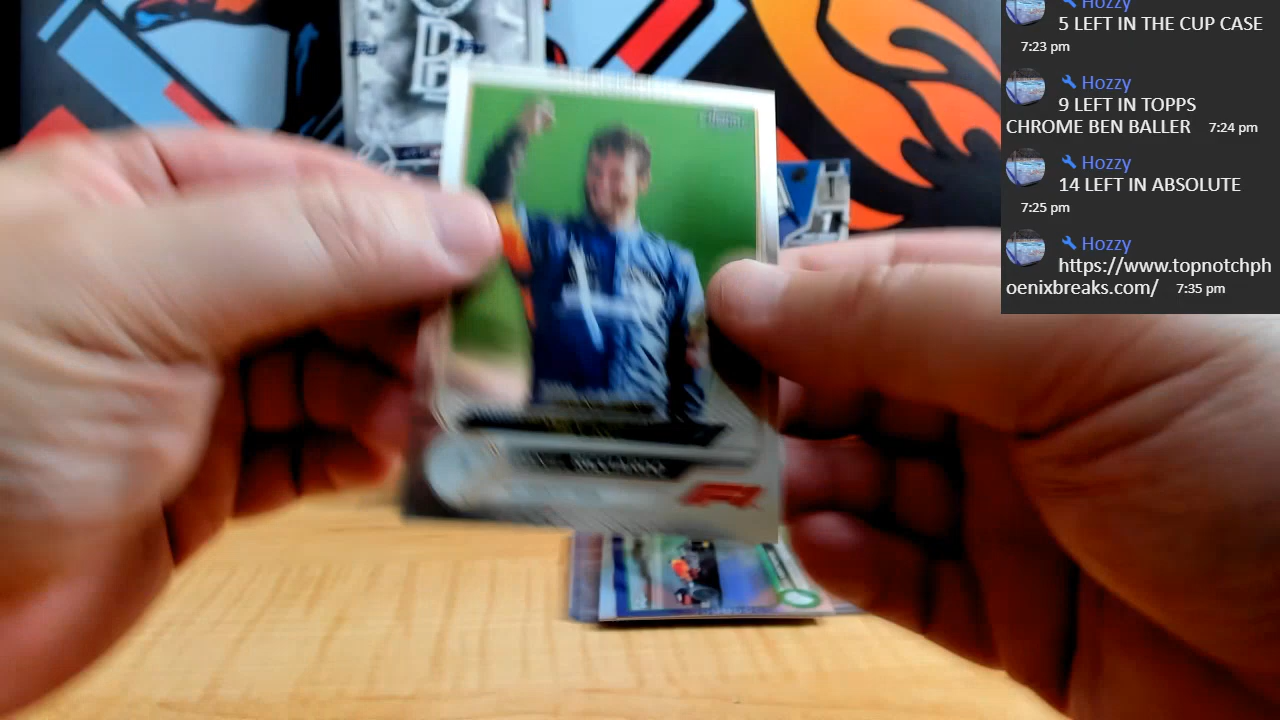 Hozzy
5 LEFT IN THE CUP CASE
7:23 pm
Hozzy
9 LEFT IN TOPPS
CHROME BEN BALLER 7:24 pm
Hozzy
14 LEFT IN ABSOLUTE
7:25 pm
Hozzy
https://www.topnotchph
oenixbreaks.com/ 7:35 pm
F1